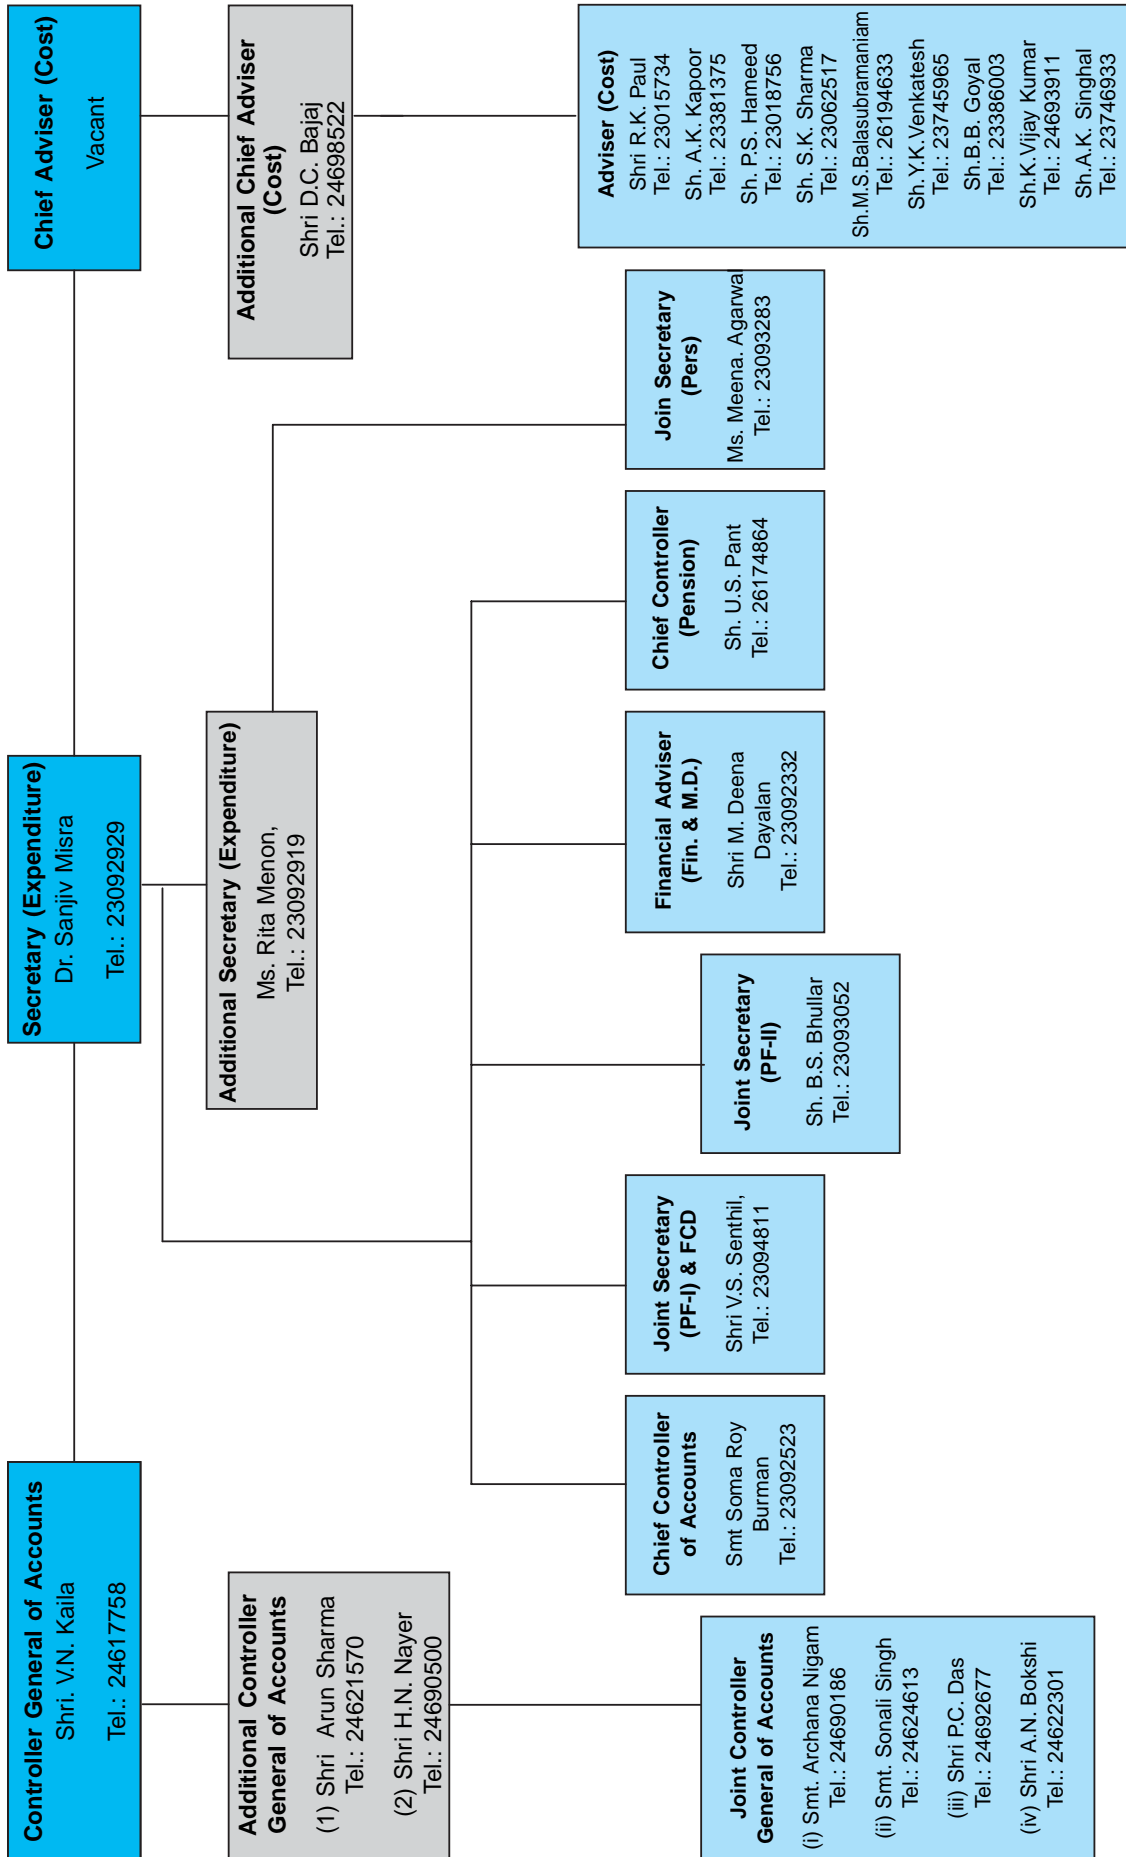 Controller General of Accounts
Shri. V.N. Kaila
Tel.: 24617758
Secretary (Expenditure)
Dr. Sanjiv Misra
Tel.: 23092929
Chief Adviser (Cost)
Vacant
Additional Controller
General of Accounts
(1) Shri Arun Sharma
Tel.: 24621570
(2) Shri H.N. Nayer
Tel.: 24690500
Additional Secretary (Expenditure)
Ms. Rita Menon,
Tel.: 23092919
Additional Chief Adviser
(Cost)
Shri D.C. Bajaj
Tel.: 24698522
Joint Controller
General of Accounts
(i) Smt. Archana Nigam
Tel.: 24690186
(ii) Smt. Sonali Singh
Tel.: 24624613
(iii) Shri P.C. Das
Tel.: 24692677
(iv) Shri A.N. Bokshi
Tel.: 24622301
Chief Controller
of Accounts
Smt Soma Roy
Burman
Tel.: 23092523
Joint Secretary
(PF-I) & FCD
Shri V.S. Senthil,
Tel.: 23094811
Joint Secretary
(PF-II)
Sh. B.S. Bhullar
Tel.: 23093052
Financial Adviser
(Fin. & M.D.)
Shri M. Deena
Dayalan
Tel.: 23092332
Chief Controller
(Pension)
Sh. U.S. Pant
Tel.: 26174864
Join Secretary
(Pers)
Ms. Meena. Agarwal
Tel.: 23093283
Adviser (Cost)
Shri R.K. Paul
Tel.: 23015734
Sh. A.K. Kapoor
Tel.: 23381375
Sh. P.S. Hameed
Tel.: 23018756
Sh. S.K. Sharma
Tel.: 23062517
Sh.M.S.Balasubramaniam
Tel.: 26194633
Sh.Y.K.Venkatesh
Tel.: 23745965
Sh.B.B. Goyal
Tel.: 23386003
Sh.K.Vijay Kumar
Tel.: 24693911
Sh.A.K. Singhal
Tel.: 23746933